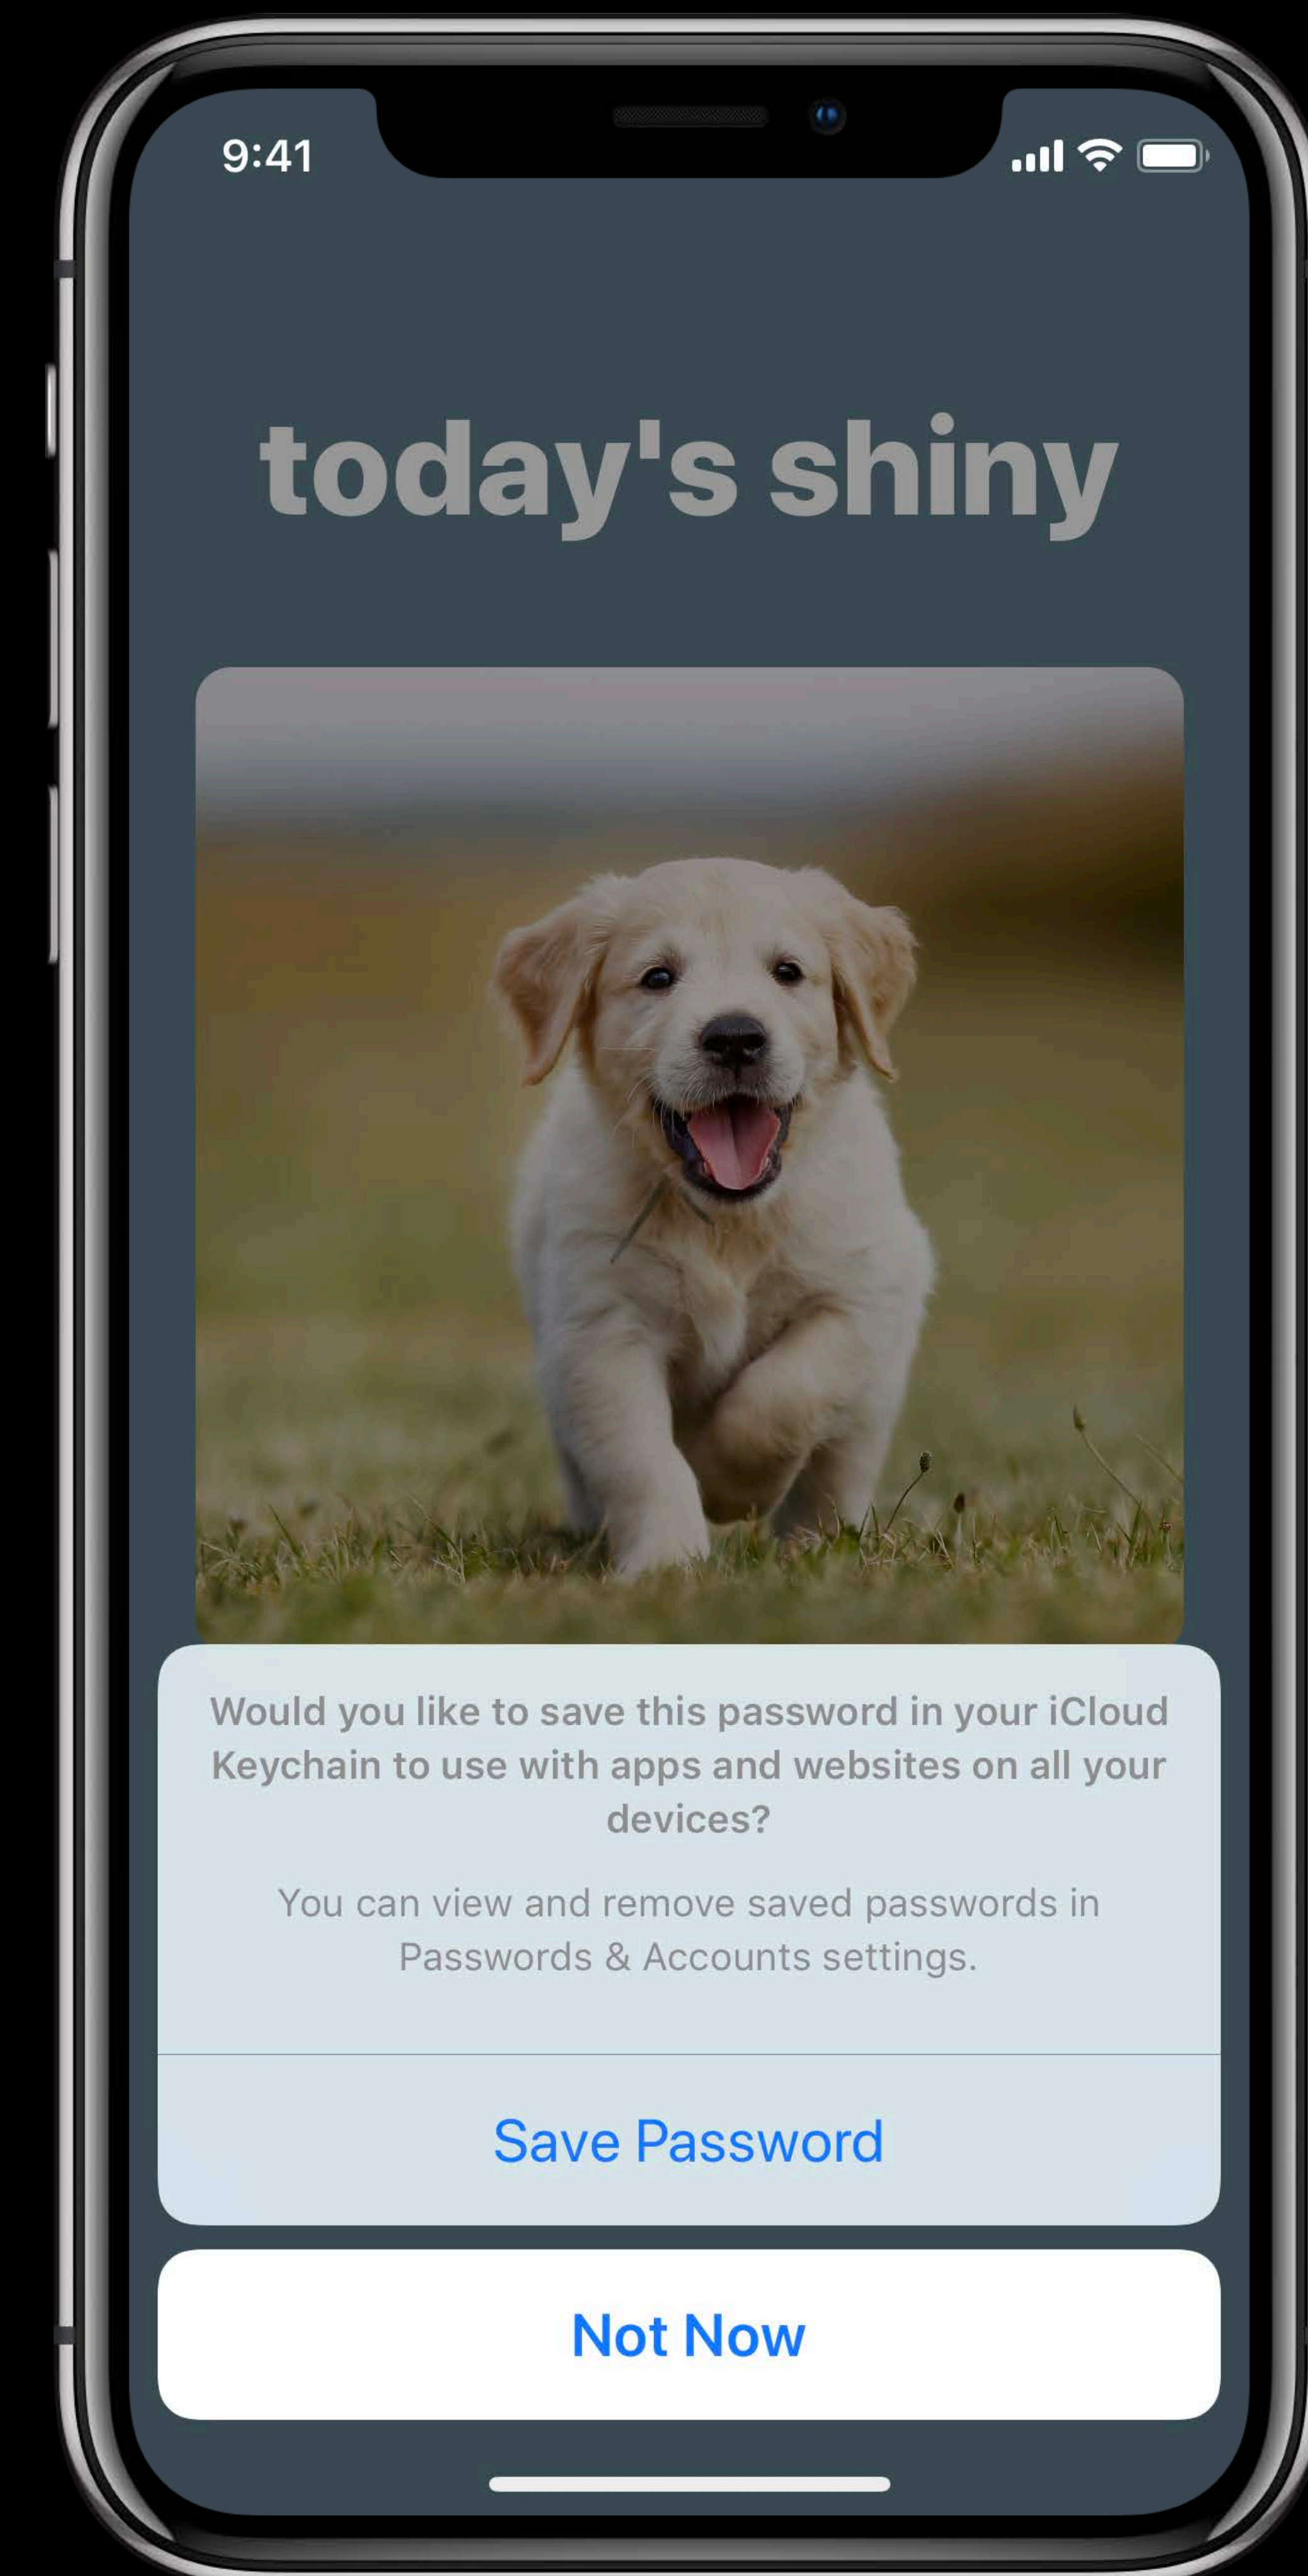 9:41
today's shiny
Would you like to save this password in your iCloud
Keychain to use with apps and websites on all your
devices?
You can view and remove saved passwords in
Passwords & Accounts settings.
Save Password
Not Now